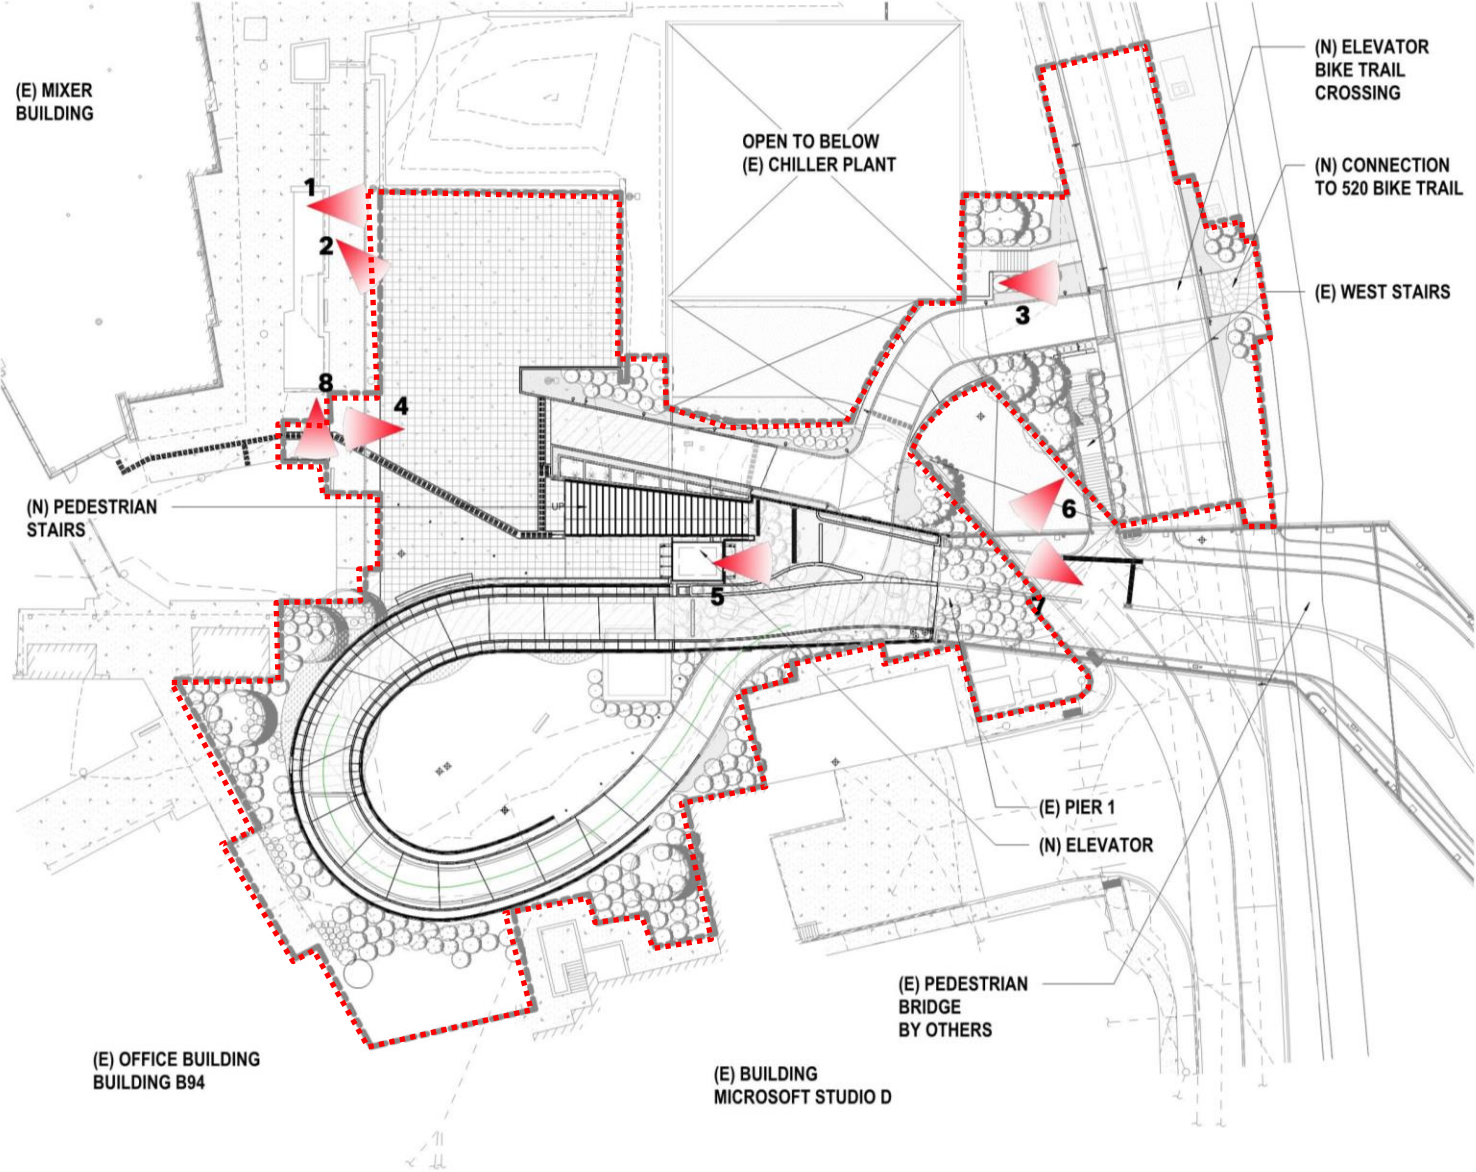 (E) MIXER
BUILDING
OPEN TO BELOW
(E) CHILLER PLANT
(N) ELEVATOR
BIKE TRAIL
CROSSING
(N) CONNECTION
TO 520 BIKE TRAIL
(E) WEST STAIRS
1
2
3
8
4
(N) PEDESTRIAN
STAIRS
UP
6
5
7
(E) PIER 1
(N) ELEVATOR
(E) PEDESTRIAN
BRIDGE
BY OTHERS
(E) OFFICE BUILDING
BUILDING B94
(E) BUILDING
MICROSOFT STUDIO D